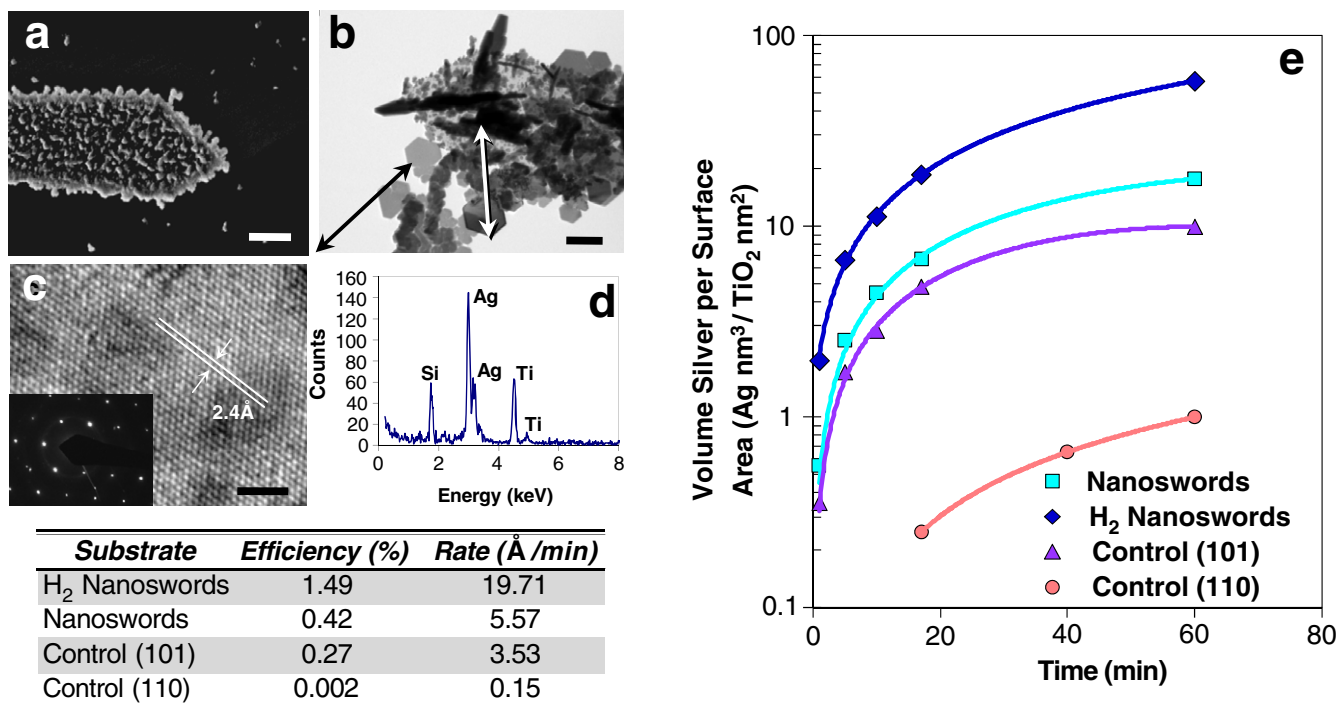 a
b
c
2.4Å
d
160
140
120
100
80
60
40
20
0
Counts
Si
Ag
Ag
Ti
Ti
0 2 4 6 8
Energy (keV)
Substrate Efficiency (%) Rate (Å /min)
H₂ Nanoswords 1.49 19.71
Nanoswords 0.42 5.57
Control (101) 0.27 3.53
Control (110) 0.002 0.15
e
100
10
1
0.1
Volume Silver per Surface
Area (Ag nm³ / TiO₂ nm²)
Nanoswords
H₂ Nanoswords
Control (101)
Control (110)
0 20 40 60 80
Time (min)